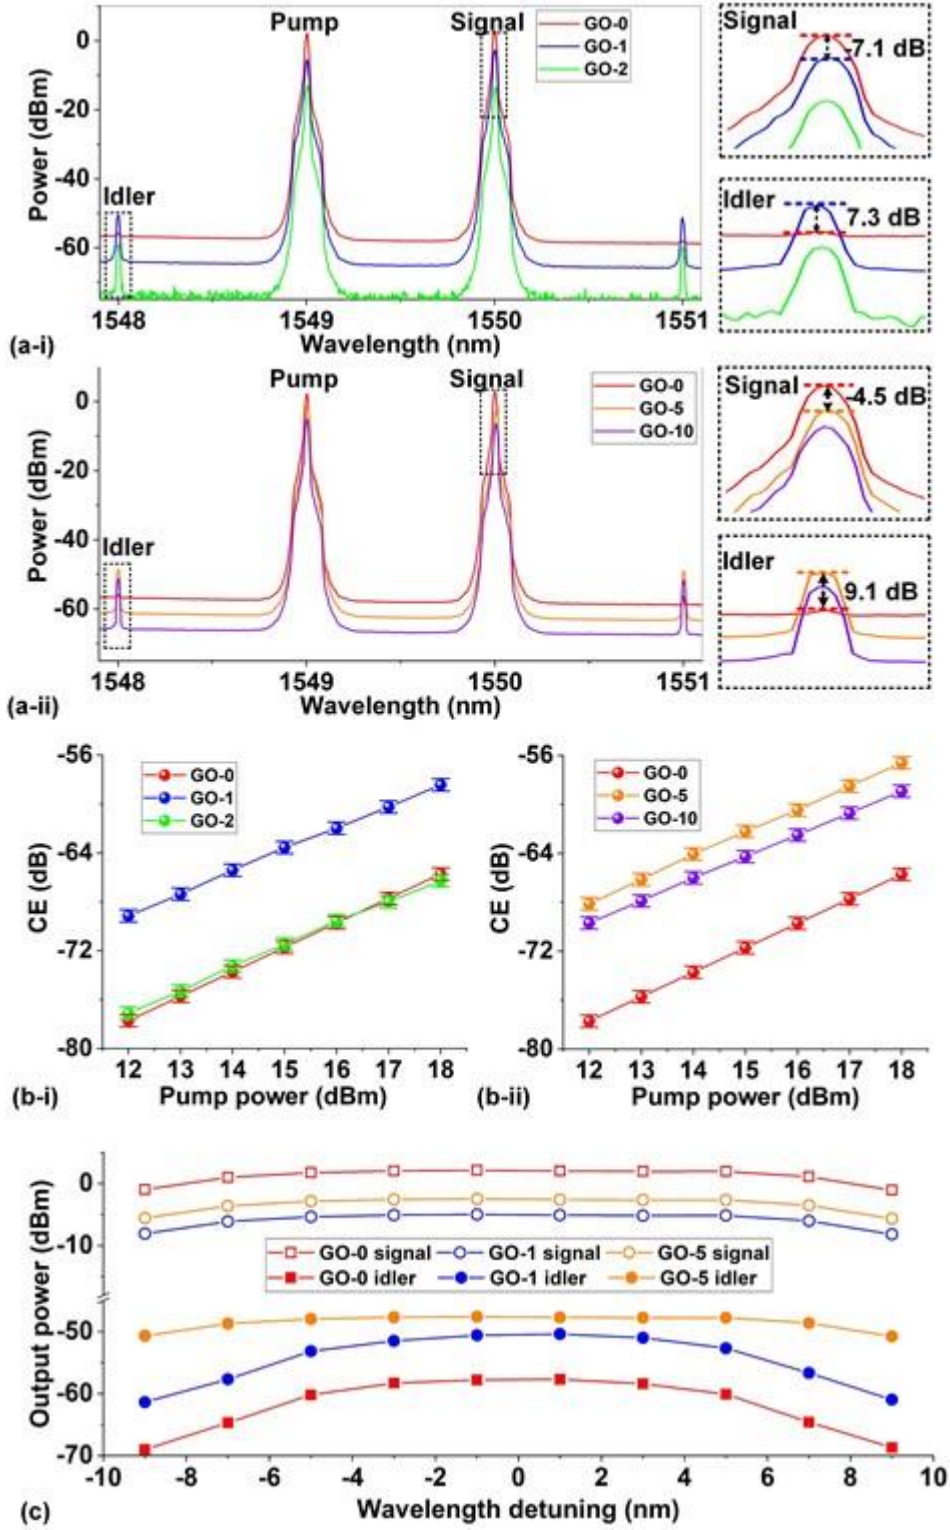 Pump
Signal
GO-0
GO-1
GO-2
0
-20
-40
-60
Power (dBm)
Idler
1548
1549
1550
1551
(a-i)
Wavelength (nm)
Signal
-7.1 dB
Idler
7.3 dB
Pump
Signal
GO-0
GO-5
GO-10
0
-20
-40
-60
Power (dBm)
Idler
1548
1549
1550
1551
(a-ii)
Wavelength (nm)
Signal
-4.5 dB
Idler
9.1 dB
-56
-64
-72
-80
CE (dB)
GO-0
GO-1
GO-2
12 13 14 15 16 17 18
(b-i)
Pump power (dBm)
-56
-64
-72
-80
CE (dB)
GO-0
GO-5
GO-10
12 13 14 15 16 17 18
(b-ii)
Pump power (dBm)
0
-10
-50
-60
-70
Output power (dBm)
GO-0 signal GO-1 signal GO-5 signal
GO-0 idler GO-1 idler GO-5 idler
-10 -8 -6 -4 -2 0 2 4 6 8 10
(c)
Wavelength detuning (nm)